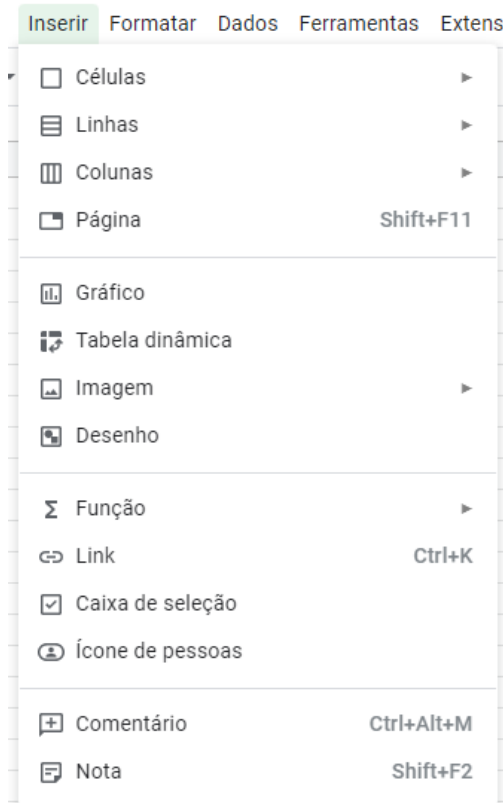 Inserir Formatar Dados Ferramentas Extens
Células
Linhas
Colunas
Página Shift+F11
Gráfico
Tabela dinâmica
Imagem
Desenho
Função
Link Ctrl+K
Caixa de seleção
Ícone de pessoas
Comentário Ctrl+Alt+M
Nota Shift+F2